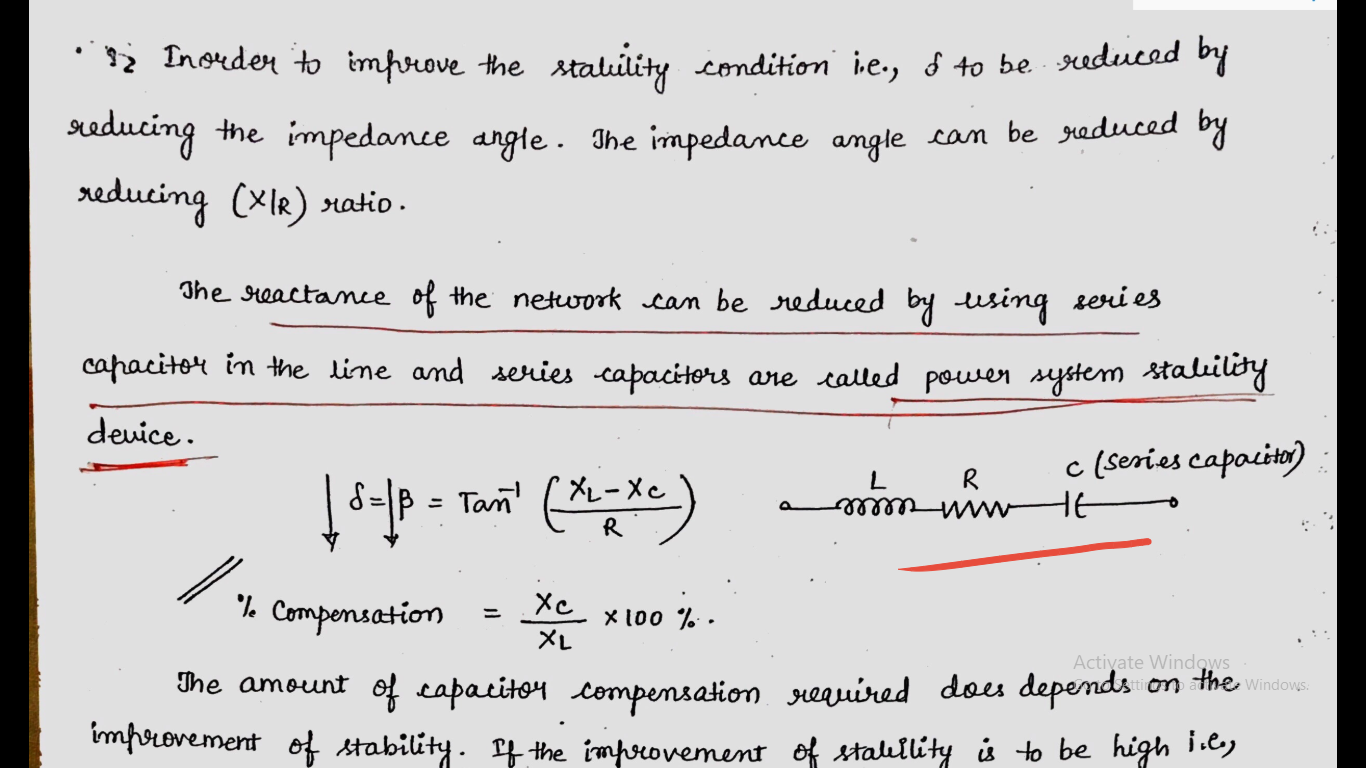 Inorder to improve the stability condition i.e., δ to be reduced by
reducing the impedance angle. The impedance angle can be reduced by
reducing (X/R) ratio.
The reactance of the network can be reduced by using series
capacitor in the line and series capacitors are called power system stability
device.
L R C (series capacitor)
↓ δ = ↓ β = Tan⁻¹ (XL - XC / R)
% Compensation = XC / XL × 100 %.
Activate Windows
The amount of capacitor compensation required does depends on the
improvement of stability. If the improvement of stability is to be high i.e.,